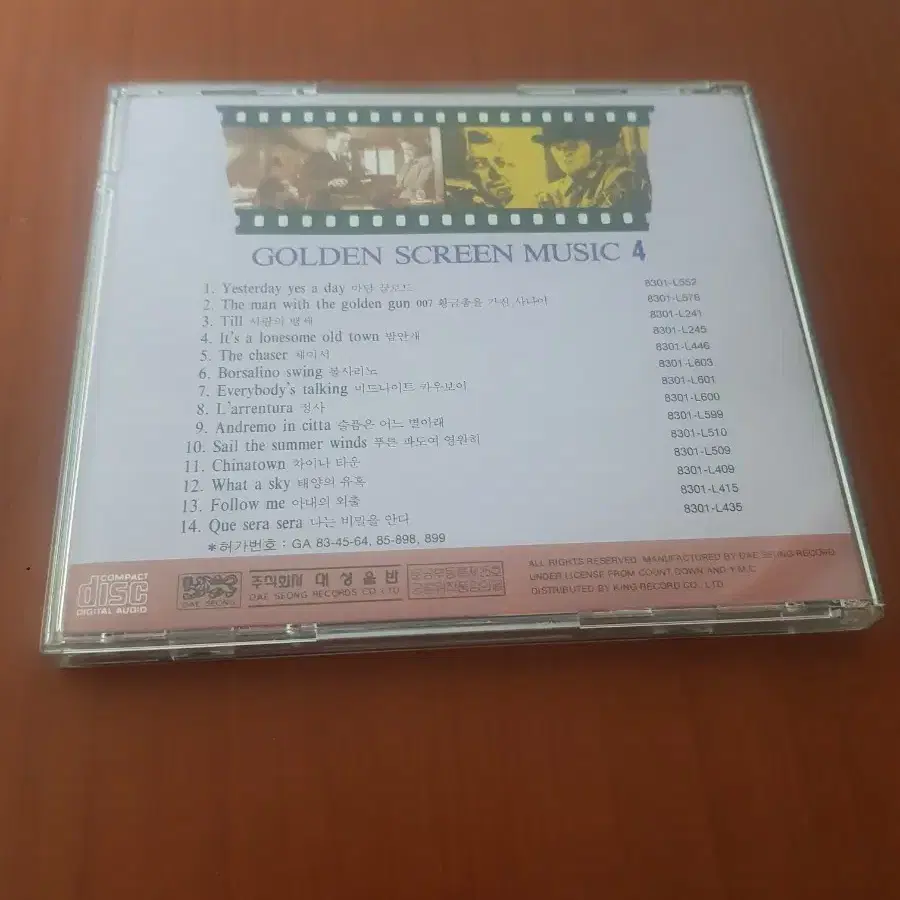 GOLDEN SCREEN MUSIC 4
1. Yesterday yes a day 마담 끌로드 8301-L552
2. The man with the golden gun 007 황금총을 가진 사나이 8301-L576
3. Till 사랑의 맹세 8301-L241
4. It's a lonesome old town 밤안개 8301-L245
5. The chaser 체이서 8301-L446
6. Borsalino swing 볼사리노 8301-L603
7. Everybody's talking 미드나이트 카우보이 8301-L601
8. L'arrentura 정사 8301-L600
9. Andremo in citta 슬픔은 어느 별아래 8301-L599
10. Sail the summer winds 푸른 파도여 영원히 8301-L510
11. Chinatown 차이나 타운 8301-L509
12. What a sky 태양의 유혹 8301-L409
13. Follow me 아내의 외출 8301-L415
14. Que sera sera 나는 비밀을 안다 8301-L435
*허가번호 : GA 83-45-64, 85-898, 899
COMPACT
disc
DIGITAL AUDIO
DAE SEONG
주식회사 대성음반
DAE SEONG RECORDS CO. LTD
ALL RIGHTS RESERVED. MANUFACTURED BY DAE SEUNG RECORD
UNDER LICENSE FROM COUNT DOWN AND Y.M.C
DISTRIBUTED BY KING RECORD CO., LTD